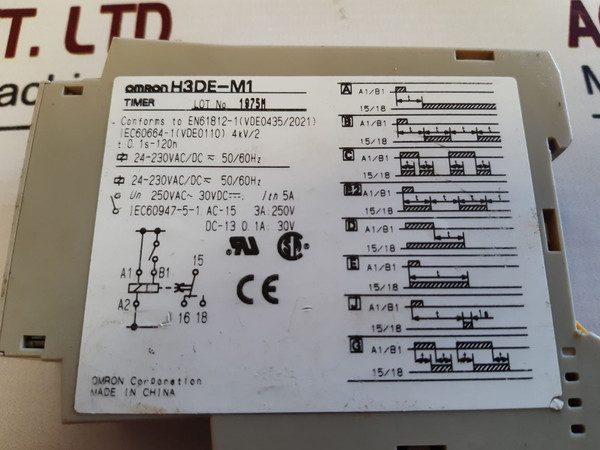 T. LTD.
omron H3DE-M1
TIMER LOT No. 1975M
Conforms to EN61812-1(VDE0435/2021)
IEC60664-1(VDE0110) 4kV/2
t 0.1s-120h
24-230VAC/DC 50/60Hz
24-230VAC/DC 50/60Hz
Un 250VAC~ 30VDC Ith 5A
IEC60947-5-1 AC-15 3A 250V
DC-13 0.1A 30V
A1 B1 15
A2
16 18
CE
OMRON Corporation
MADE IN CHINA
A A1/B1
t
15/18
B A1/B1
t t t
15/18
C A1/B1
15/18
B2 A1/B1
t t t
15/18
D A1/B1
t
15/18
E A1/B1
t
15/18
J A1/B1
t 1s
15/18
G A1/B1
15/18